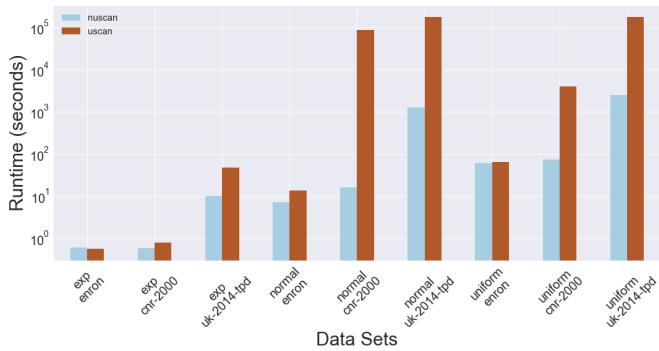 nuscan
uscan
10^5
10^4
10^3
10^2
10^1
10^0
Runtime (seconds)
exp
enron
exp
cnr-2000
exp
uk-2014-tpd
normal
enron
normal
cnr-2000
normal
uk-2014-tpd
uniform
enron
uniform
cnr-2000
uniform
uk-2014-tpd
Data Sets